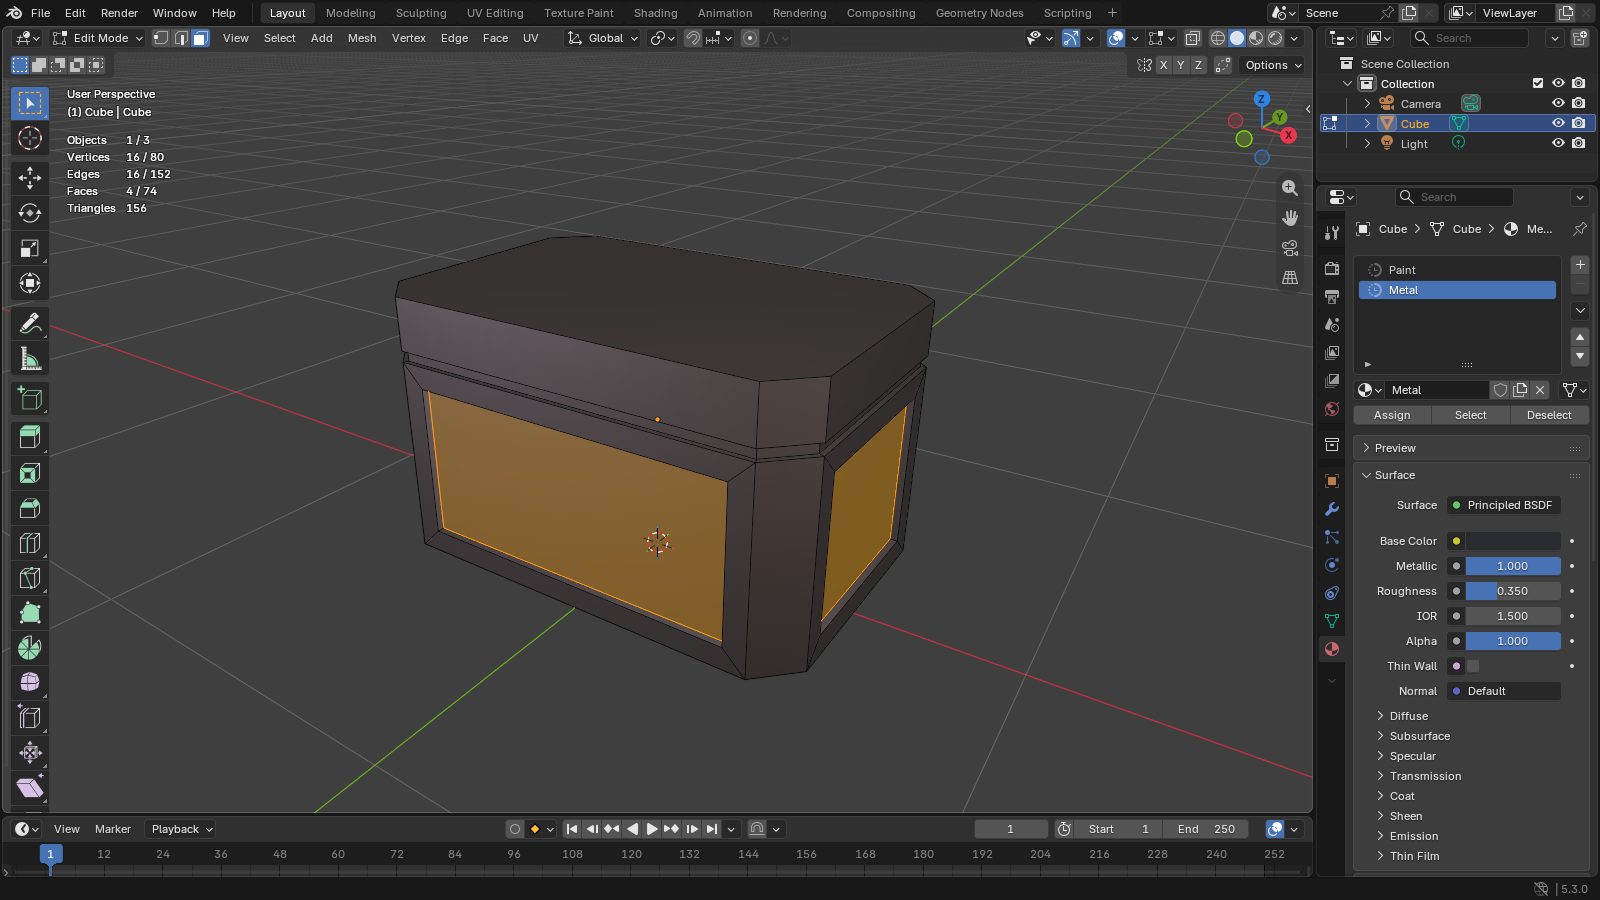 File Edit Render Window Help Layout Modeling Sculpting UV Editing Texture Paint Shading Animation Rendering Compositing Geometry Nodes Scripting + Scene ViewLayer
Edit Mode View Select Add Mesh Vertex Edge Face UV Global Search
X Y Z Options
User Perspective
(1) Cube | Cube
Objects 1 / 3
Vertices 16 / 80
Edges 16 / 152
Faces 4 / 74
Triangles 156
Z
Y
X
Scene Collection
Collection
Camera
Cube
Light
Search
Cube > Cube > Me...
Paint
Metal
Metal
Assign Select Deselect
Preview
Surface
Surface Principled BSDF
Base Color
Metallic 1.000
Roughness 0.350
IOR 1.500
Alpha 1.000
Thin Wall
Normal Default
Diffuse
Subsurface
Specular
Transmission
Coat
Sheen
Emission
Thin Film
View Marker Playback 1 Start 1 End 250
1 12 24 36 48 60 72 84 96 108 120 132 144 156 168 180 192 204 216 228 240 252
5.3.0